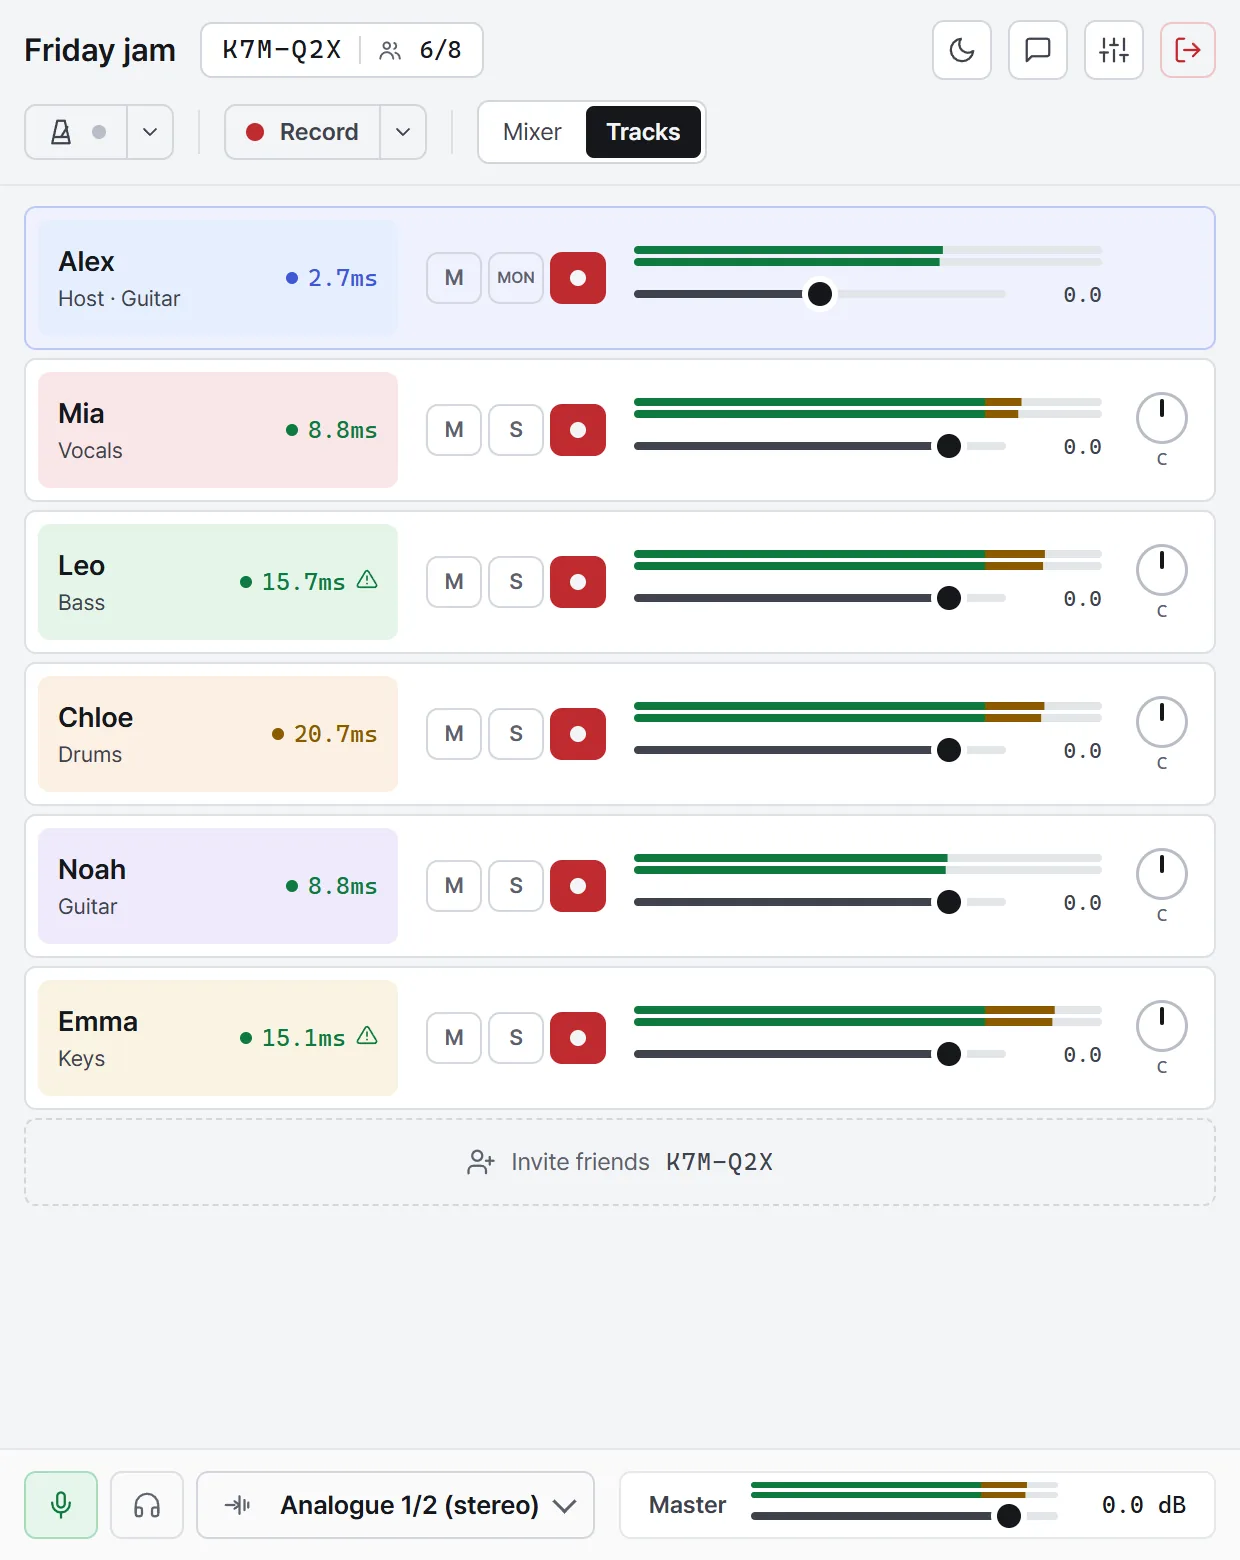 Friday jam
K7M-Q2X 6/8
Record
Mixer Tracks
Alex
Host · Guitar
2.7ms
M MON
0.0
Mia
Vocals
8.8ms
M S
0.0
C
Leo
Bass
15.7ms
M S
0.0
C
Chloe
Drums
20.7ms
M S
0.0
C
Noah
Guitar
8.8ms
M S
0.0
C
Emma
Keys
15.1ms
M S
0.0
C
Invite friends K7M-Q2X
Analogue 1/2 (stereo)
Master
0.0 dB